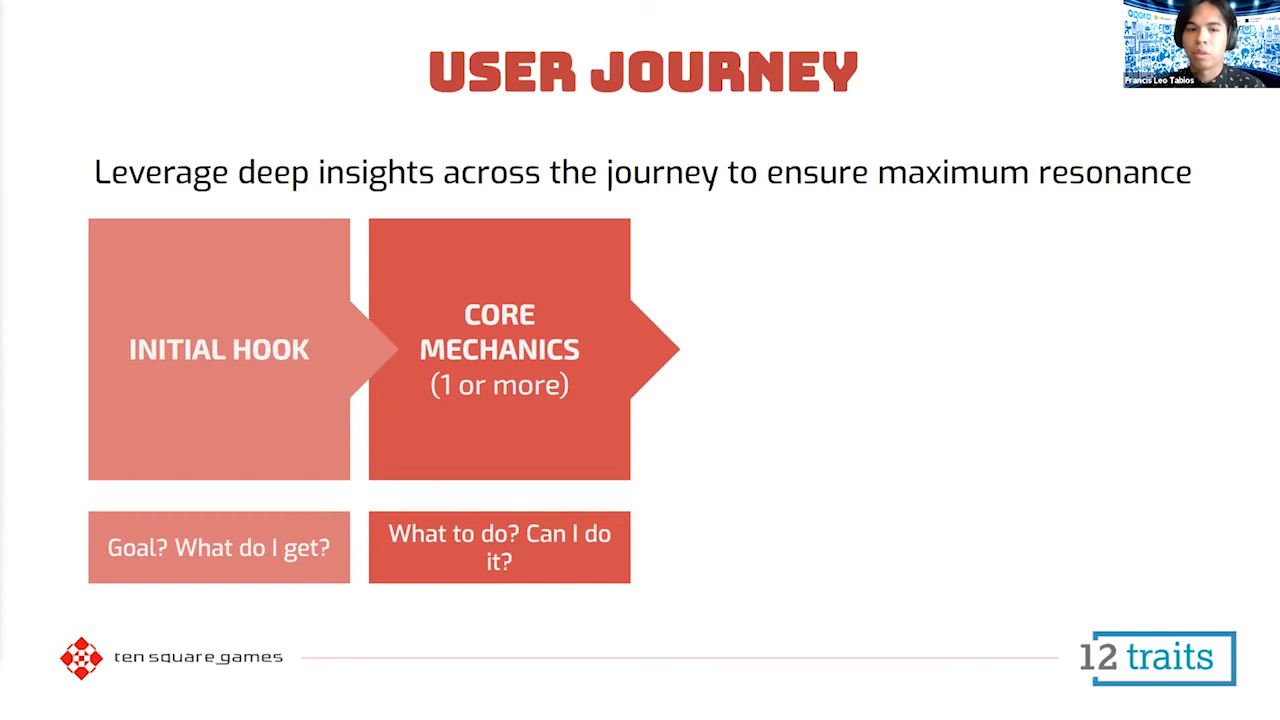 USER JOURNEY
agora
Francis Leo Tabios
Leverage deep insights across the journey to ensure maximum resonance
INITIAL HOOK
CORE
MECHANICS
(1 or more)
Goal? What do I get?
What to do? Can I do
it?
ten square games
12 traits